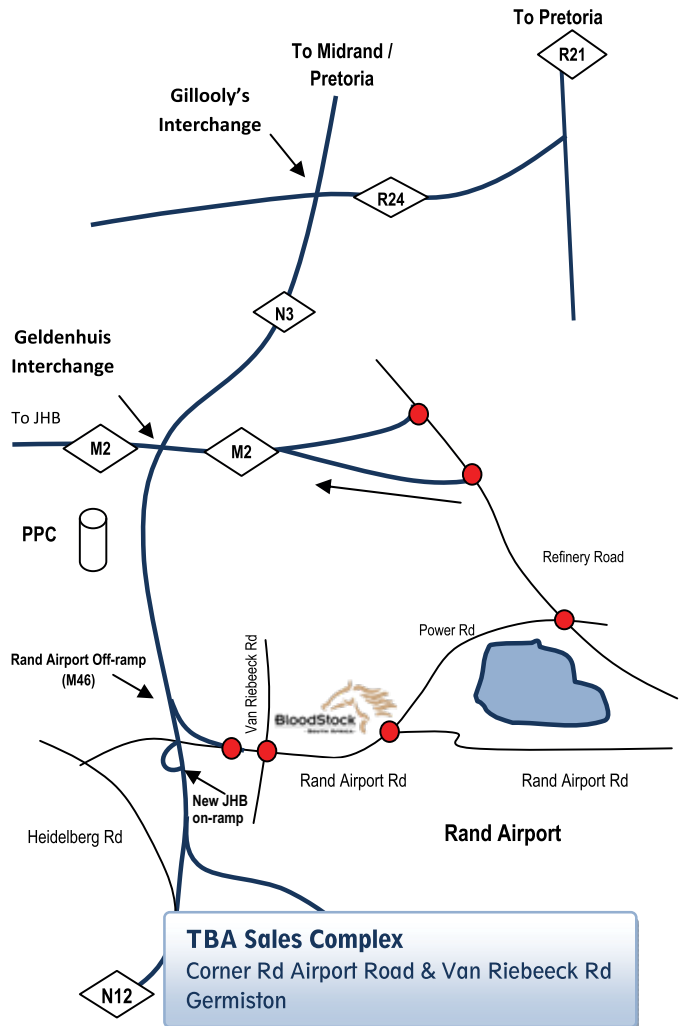 To Pretoria
R21
To Midrand /
Pretoria
Gillooly's
Interchange
R24
N3
Geldenhuis
Interchange
To JHB
M2
M2
PPC
Refinery Road
Power Rd
Van Riebeeck Rd
Rand Airport Off-ramp
(M46)
BloodStock
South Africa
Rand Airport Rd
Rand Airport Rd
New JHB
on-ramp
Heidelberg Rd
Rand Airport
TBA Sales Complex
Corner Rd Airport Road & Van Riebeeck Rd
Germiston
N12